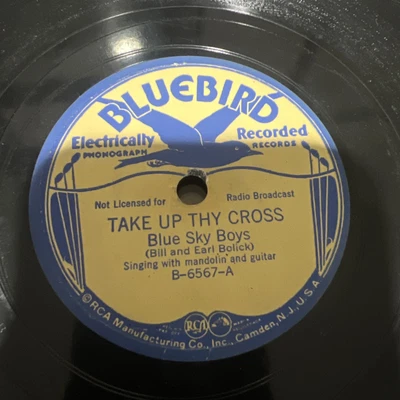 BLUEBIRD
Electrically Recorded
PHONOGRAPH RECORDS
Not Licensed for Radio Broadcast
TAKE UP THY CROSS
Blue Sky Boys
(Bill and Earl Bolick)
Singing with mandolin and guitar
B-6567-A
RCA
©RCA Manufacturing Co., Inc., Camden, N.J., U.S.A